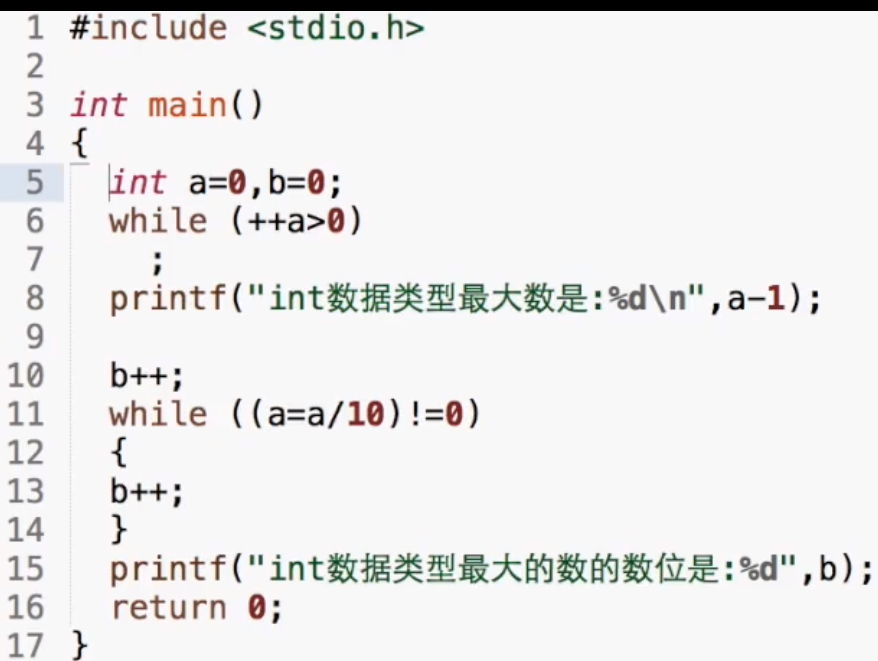 1 #include <stdio.h>
2
3 int main()
4 {
5 int a=0,b=0;
6 while (++a>0)
7 ;
8 printf("int数据类型最大数是:%d\n",a-1);
9
10 b++;
11 while ((a=a/10)!=0)
12 {
13 b++;
14 }
15 printf("int数据类型最大的数的数位是:%d",b);
16 return 0;
17 }